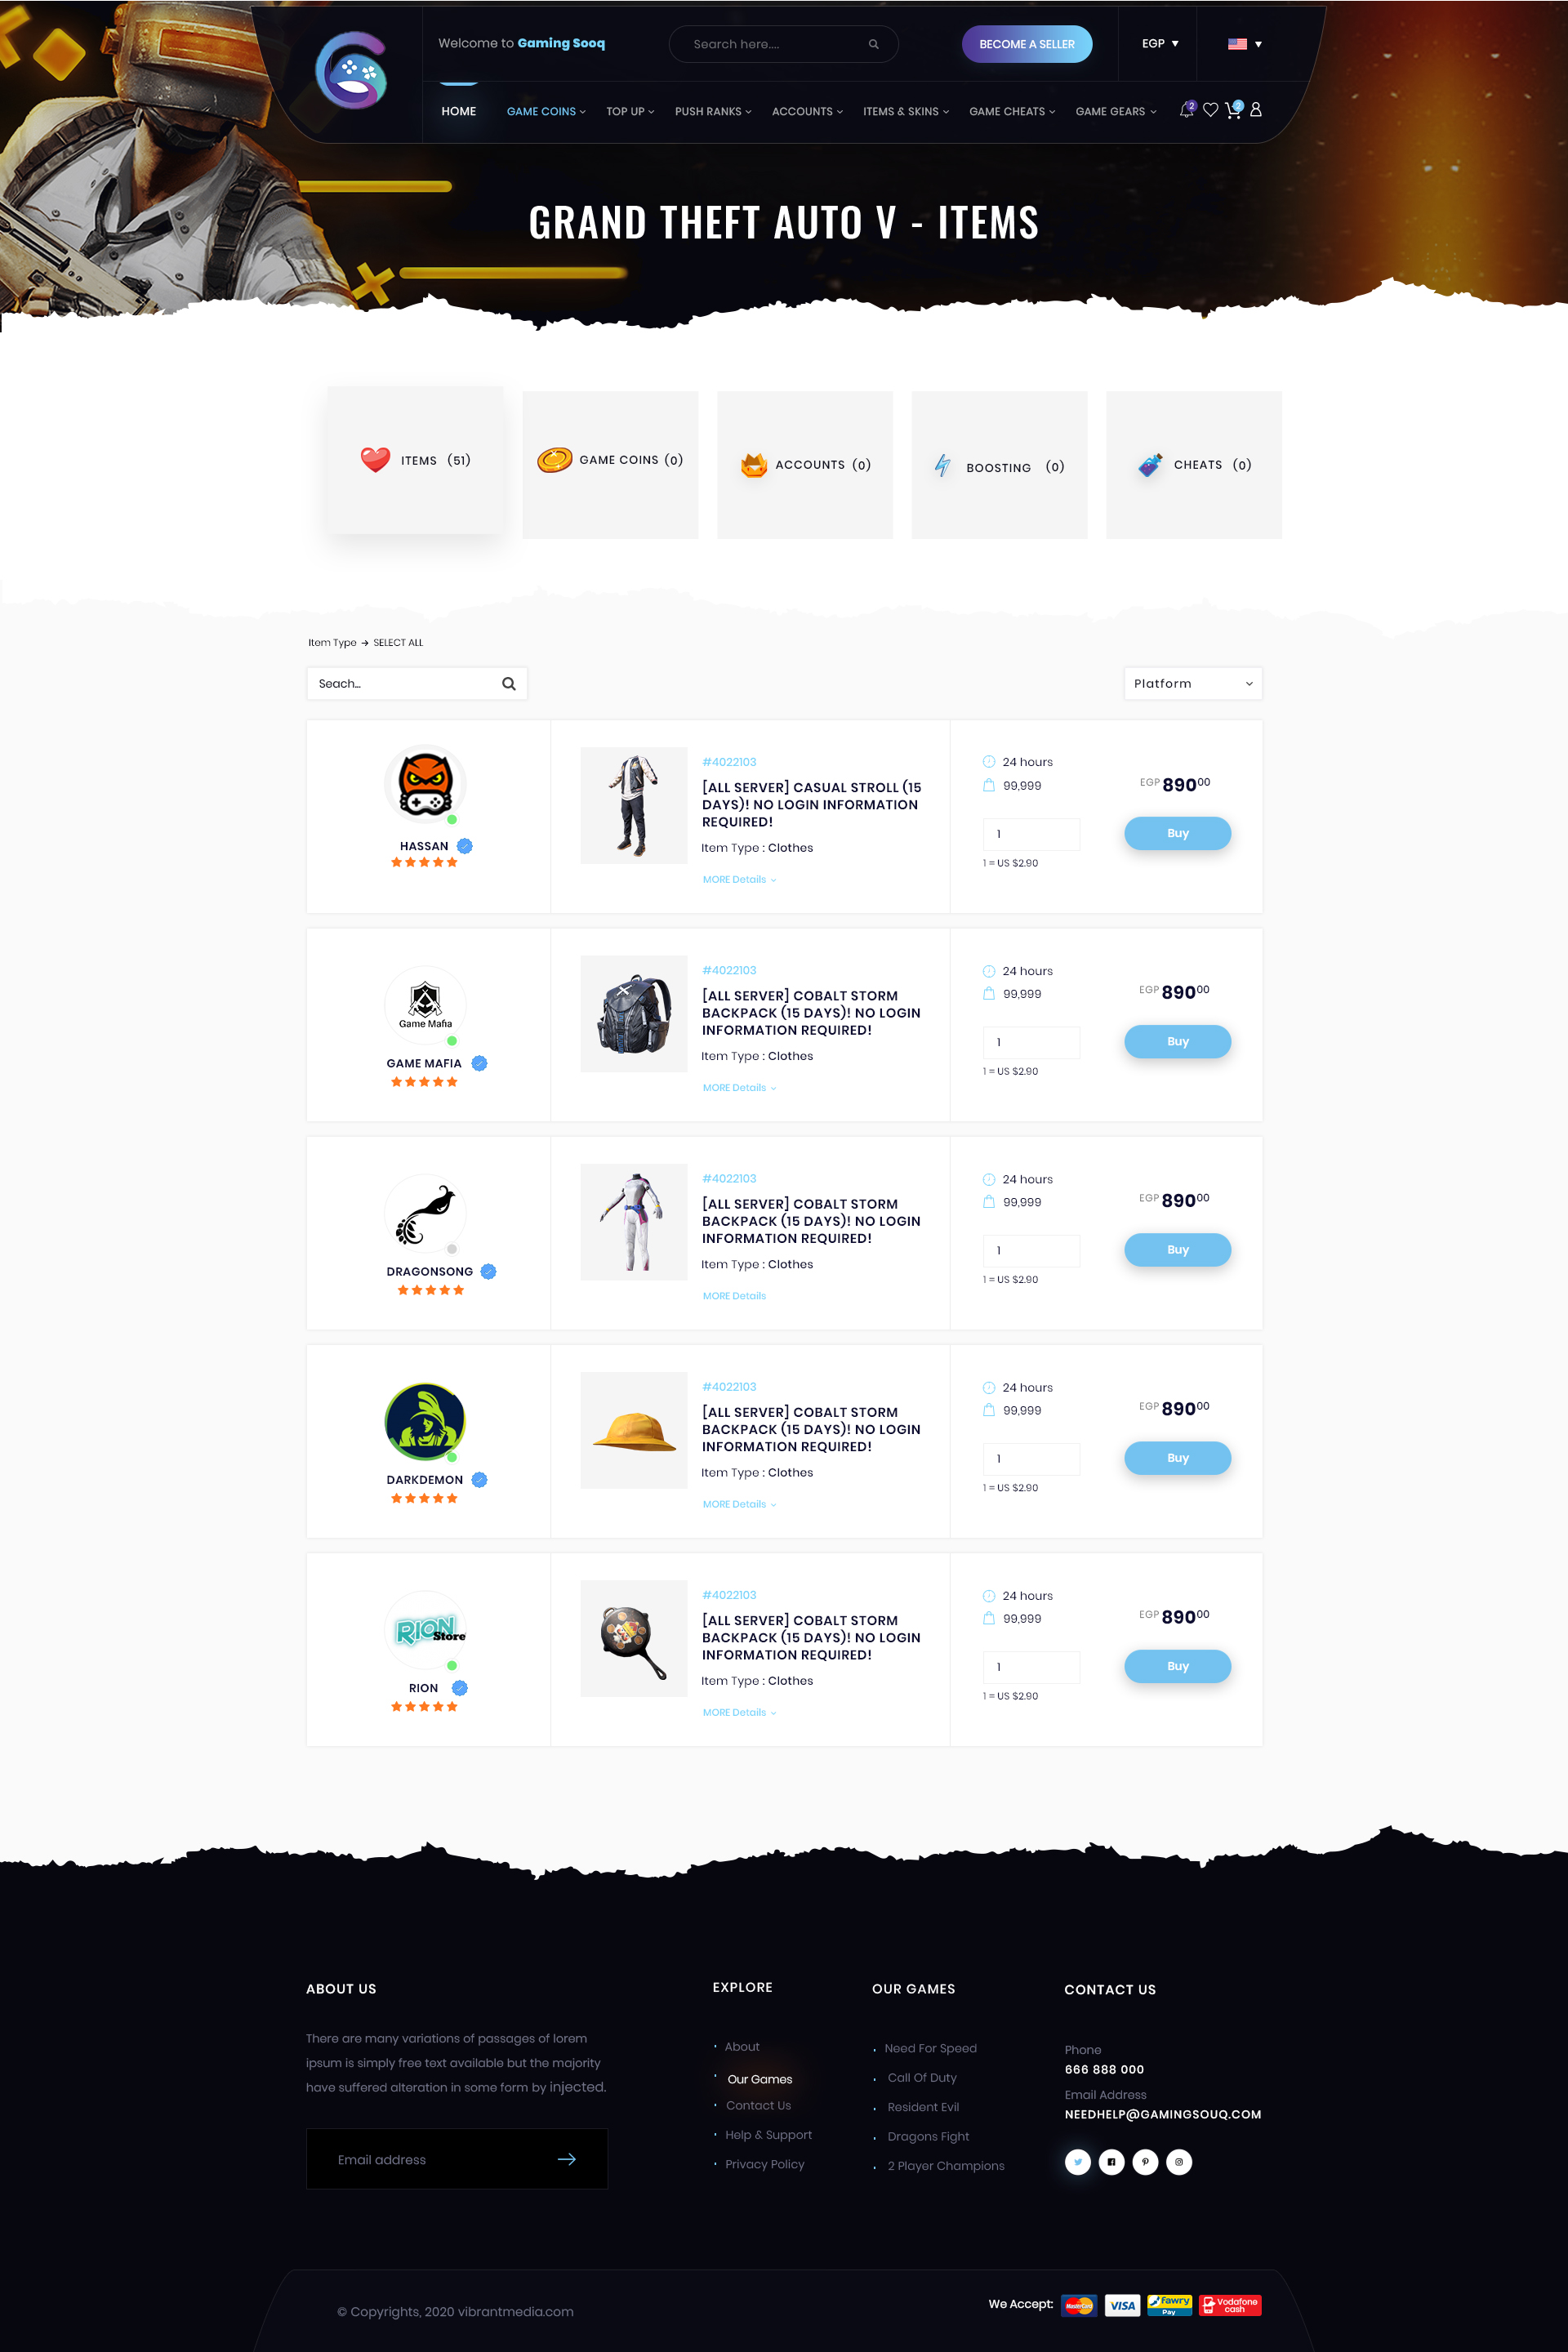 Welcome to Gaming Sooq
Search here....
BECOME A SELLER
EGP
HOME
GAME COINS
TOP UP
PUSH RANKS
ACCOUNTS
ITEMS & SKINS
GAME CHEATS
GAME GEARS
2
2
GRAND THEFT AUTO V - ITEMS
ITEMS (51)
GAME COINS (0)
ACCOUNTS (0)
BOOSTING (0)
CHEATS (0)
Item Type → SELECT ALL
Seach...
Platform
HASSAN
#4022103
[ALL SERVER] CASUAL STROLL (15
DAYS)! NO LOGIN INFORMATION
REQUIRED!
Item Type : Clothes
MORE Details
24 hours
99,999
1
1 = US $2.90
EGP 890 00
Buy
Game Mafia
GAME MAFIA
#4022103
[ALL SERVER] COBALT STORM
BACKPACK (15 DAYS)! NO LOGIN
INFORMATION REQUIRED!
Item Type : Clothes
MORE Details
24 hours
99,999
1
1 = US $2.90
EGP 890 00
Buy
DRAGONSONG
#4022103
[ALL SERVER] COBALT STORM
BACKPACK (15 DAYS)! NO LOGIN
INFORMATION REQUIRED!
Item Type : Clothes
MORE Details
24 hours
99,999
1
1 = US $2.90
EGP 890 00
Buy
DARKDEMON
#4022103
[ALL SERVER] COBALT STORM
BACKPACK (15 DAYS)! NO LOGIN
INFORMATION REQUIRED!
Item Type : Clothes
MORE Details
24 hours
99,999
1
1 = US $2.90
EGP 890 00
Buy
RION
Store
RION
#4022103
[ALL SERVER] COBALT STORM
BACKPACK (15 DAYS)! NO LOGIN
INFORMATION REQUIRED!
Item Type : Clothes
MORE Details
24 hours
99,999
1
1 = US $2.90
EGP 890 00
Buy
ABOUT US
There are many variations of passages of lorem
ipsum is simply free text available but the majority
have suffered alteration in some form by injected.
Email address
EXPLORE
About
Our Games
Contact Us
Help & Support
Privacy Policy
OUR GAMES
Need For Speed
Call Of Duty
Resident Evil
Dragons Fight
2 Player Champions
CONTACT US
Phone
666 888 000
Email Address
NEEDHELP@GAMINGSOUQ.COM
© Copyrights, 2020 vibrantmedia.com
We Accept:
MasterCard
VISA
fawry
Pay
Vodafone
cash